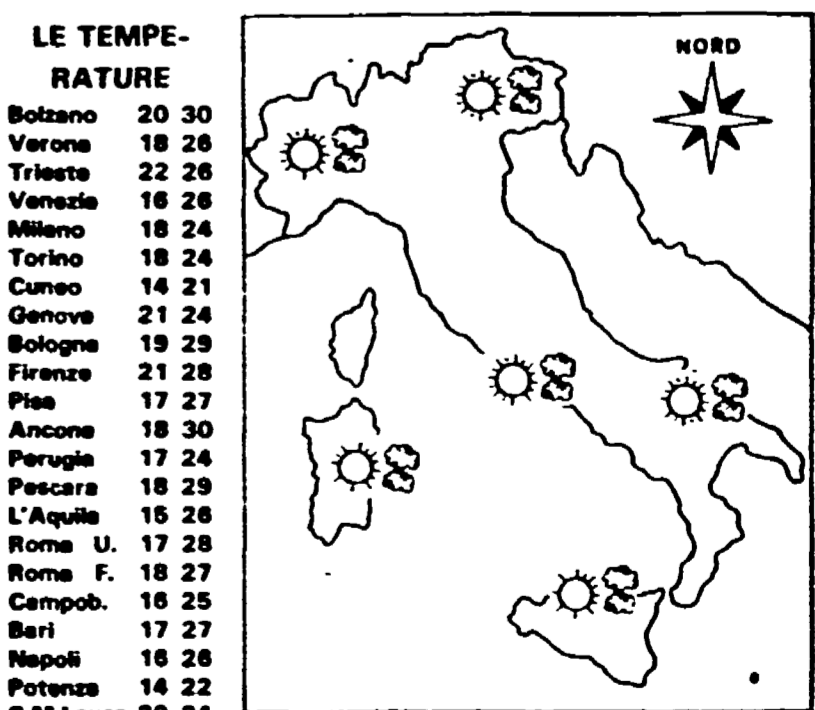 LE TEMPE-
RATURE
Bolzano 20 30
Verona 18 26
Trieste 22 26
Venezia 16 26
Milano 18 24
Torino 18 24
Cuneo 14 21
Genova 21 24
Bologna 19 29
Firenze 21 28
Pisa 17 27
Ancona 18 30
Perugia 17 24
Pescara 18 29
L'Aquila 15 26
Roma U. 17 28
Roma F. 18 27
Campob. 16 25
Bari 17 27
Napoli 16 26
Potenza 14 22
NORD